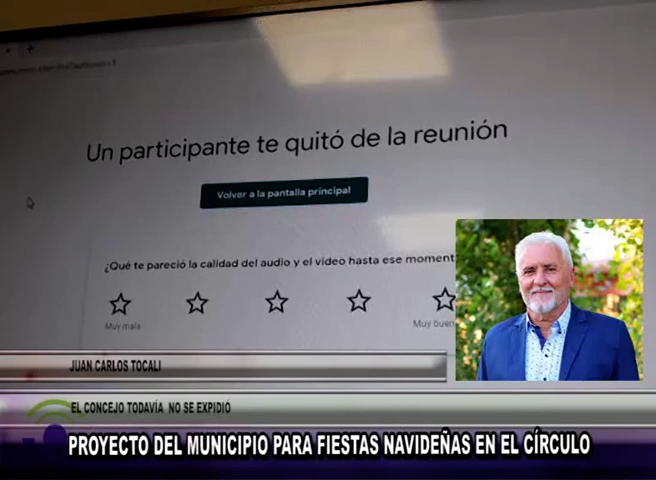 Un participante te quitó de la reunión
Volver a la pantalla principal
¿Qué te pareció la calidad del audio y el video hasta ese moment
Muy mala
Muy buen
JUAN CARLOS TOCALI
EL CONCEJO TODAVÍA NO SE EXPIDIÓ
PROYECTO DEL MUNICIPIO PARA FIESTAS NAVIDEÑAS EN EL CÍRCULO